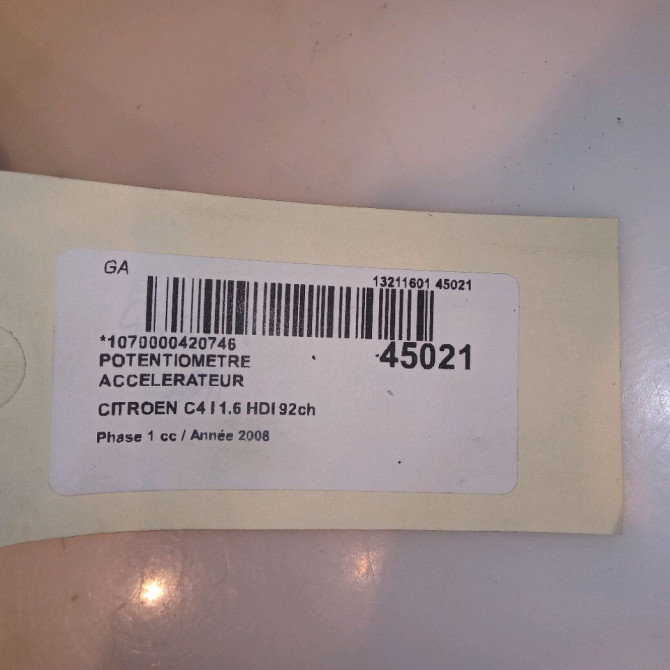 GA
13211601 45021
*1070000420746
45021
POTENTIOMETRE
ACCELERATEUR
CITROEN C4 I 1.6 HDI 92ch
Phase 1 cc / Année 2008